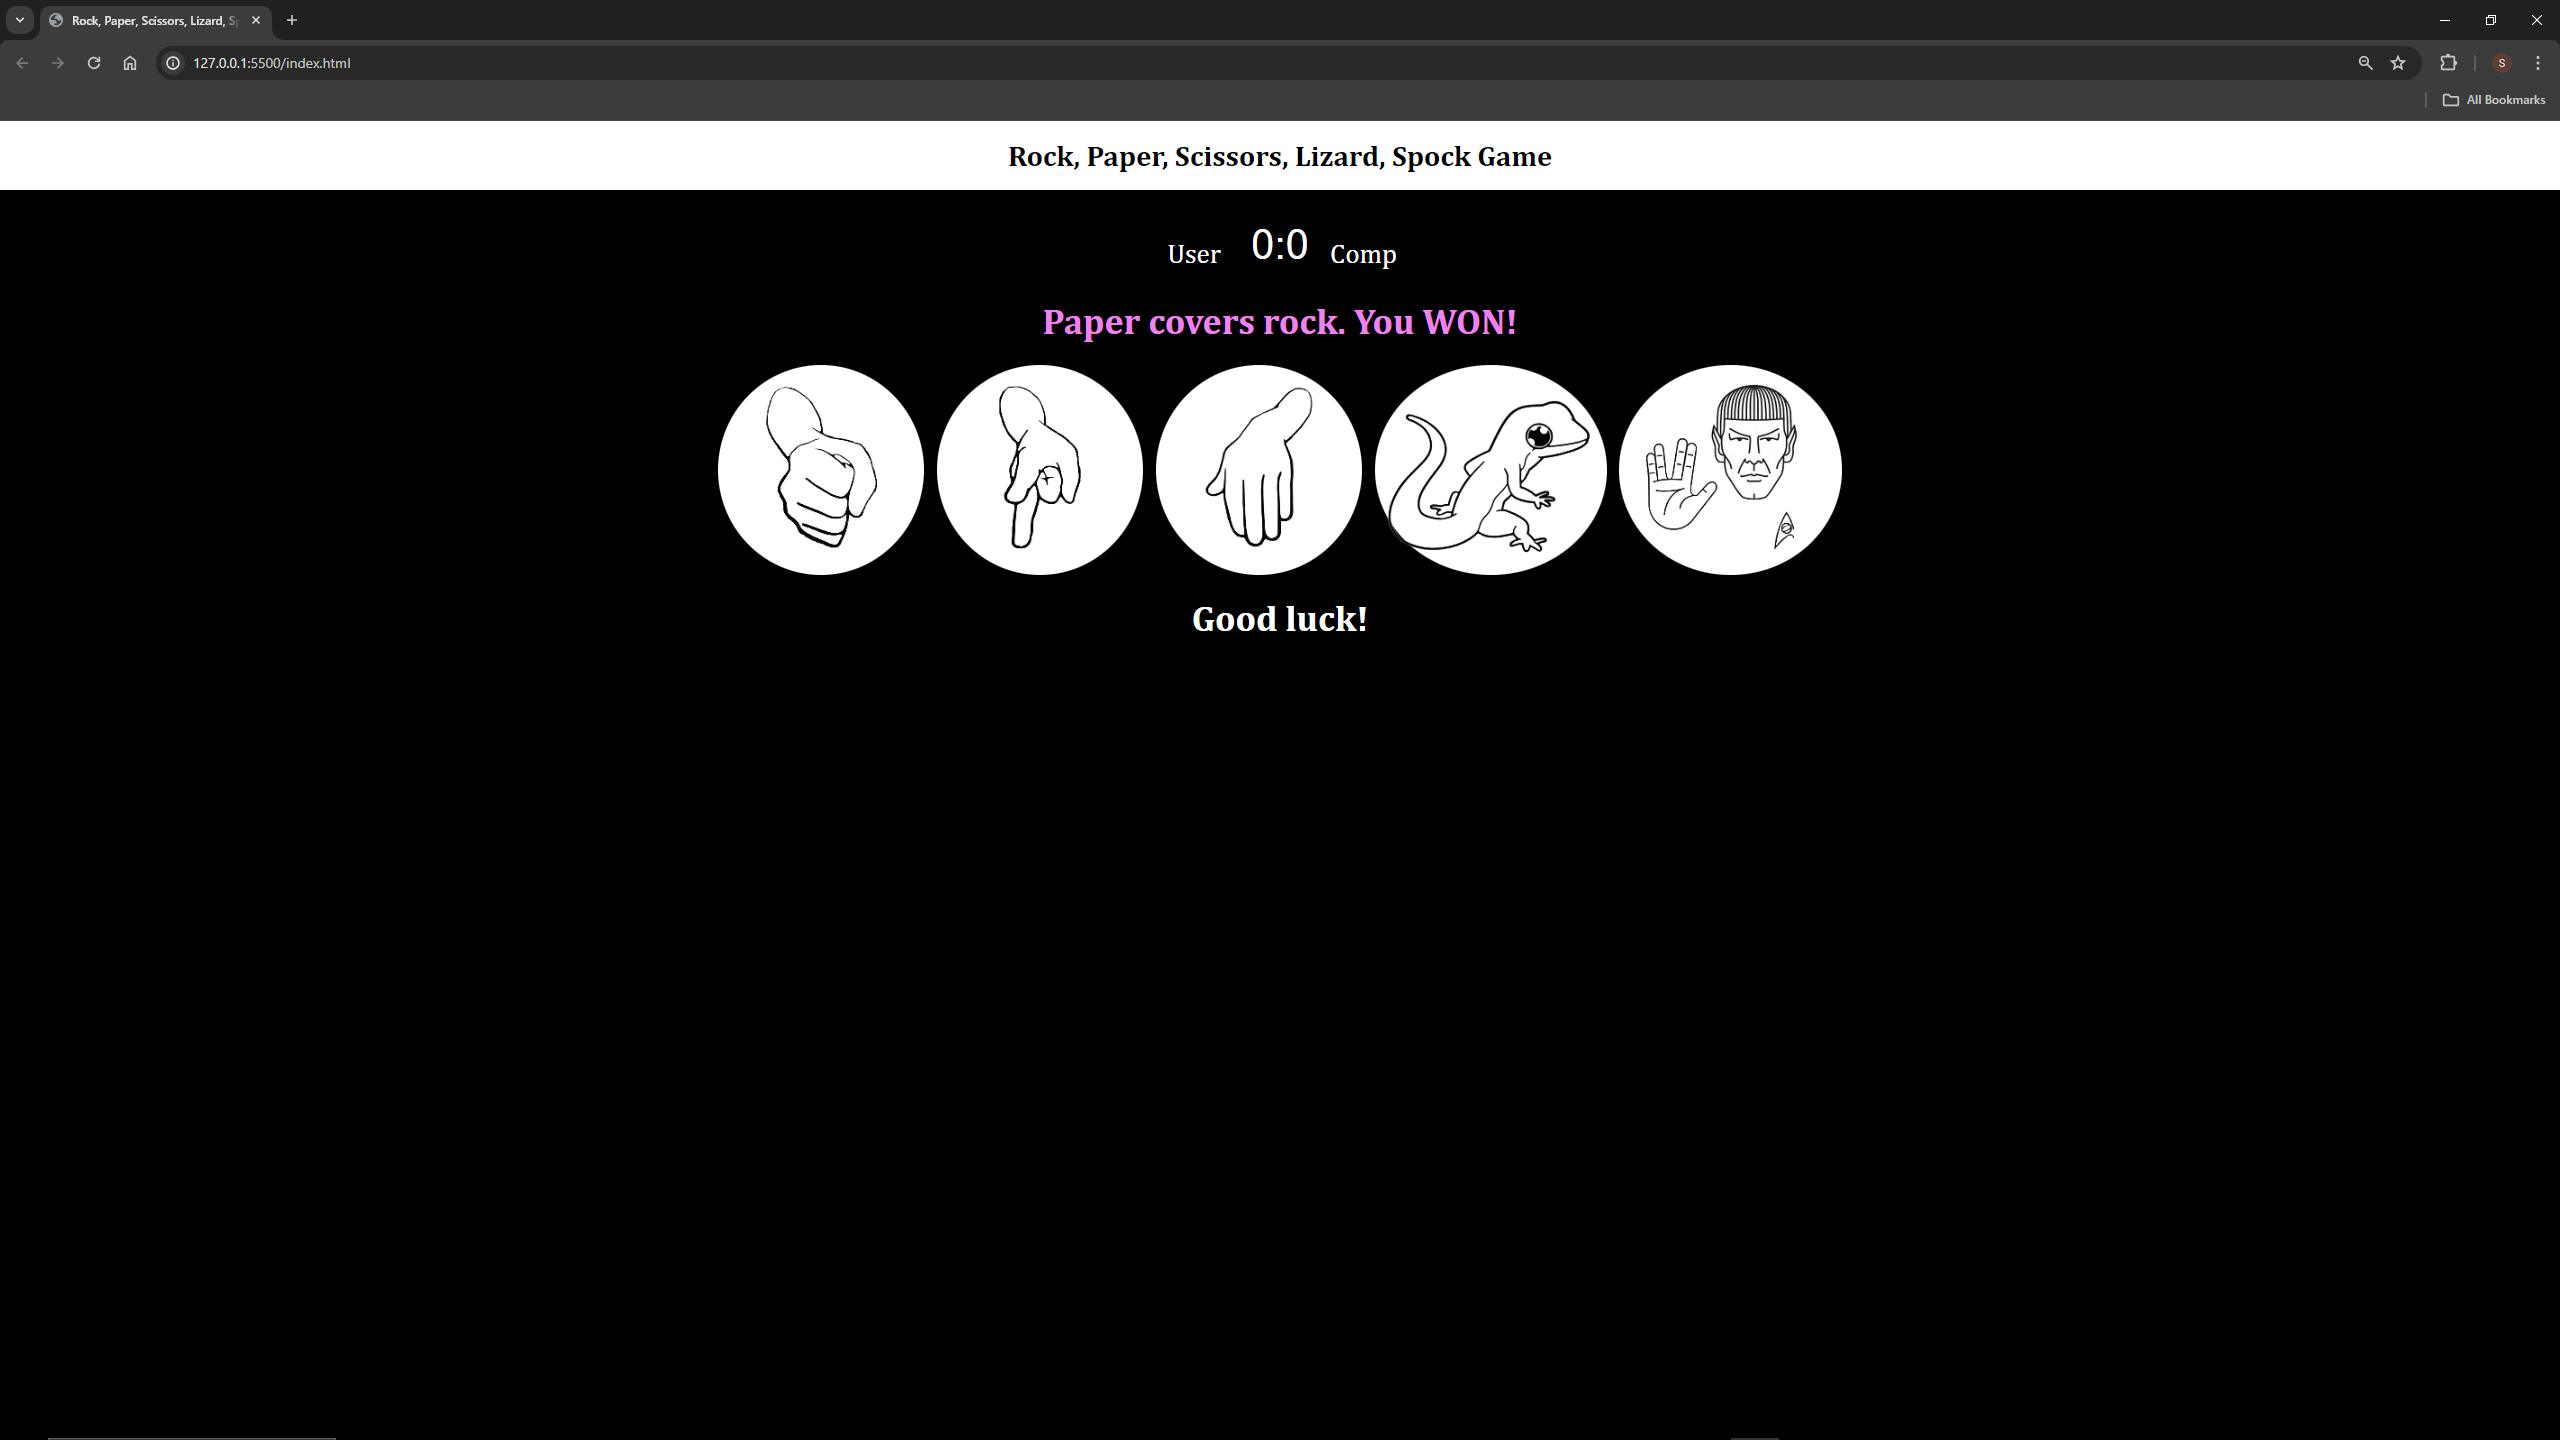 Rock, Paper, Scissors, Lizard, S
127.0.0.1:5500/index.html
S
All Bookmarks
Rock, Paper, Scissors, Lizard, Spock Game
User 0:0 Comp
Paper covers rock. You WON!
Good luck!